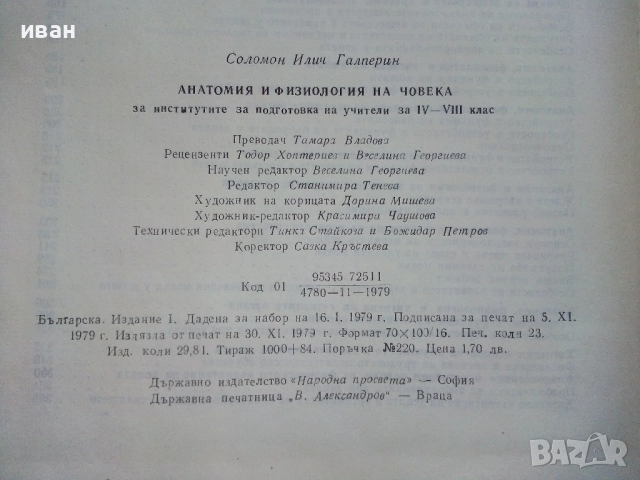 иван
Соломон Илич Галперин
АНАТОМИЯ И ФИЗИОЛОГИЯ НА ЧОВЕКА
за институтите за подготовка на учители за IV—VIII клас
Преводач Тамара Владова
Рецензенти Тодор Хоптериев и Веселина Георгиева
Научен редактор Веселина Георгиева
Редактор Станимира Тенева
Художник на корицата Дорина Мишева
Художник-редактор Красимира Чаушова
Технически редактори Тинка Стайкова и Божидар Петров
Коректор Савка Кръстева
Код 01 95345 72511
4780—11—1979
Българска. Издание I. Дадена за набор на 16. I. 1979 г. Подписана за печат на 5. XI.
1979 г. Излязла от печат на 30. XI. 1979 г. Формат 70×100/16. Печ. коли 23.
Изд. коли 29,81. Тираж 1000+84. Поръчка №220. Цена 1,70 лв.
Държавно издателство «Народна просвета» — София
Държавна печатница „В. Александров“ — Враца
BAZAR
bg